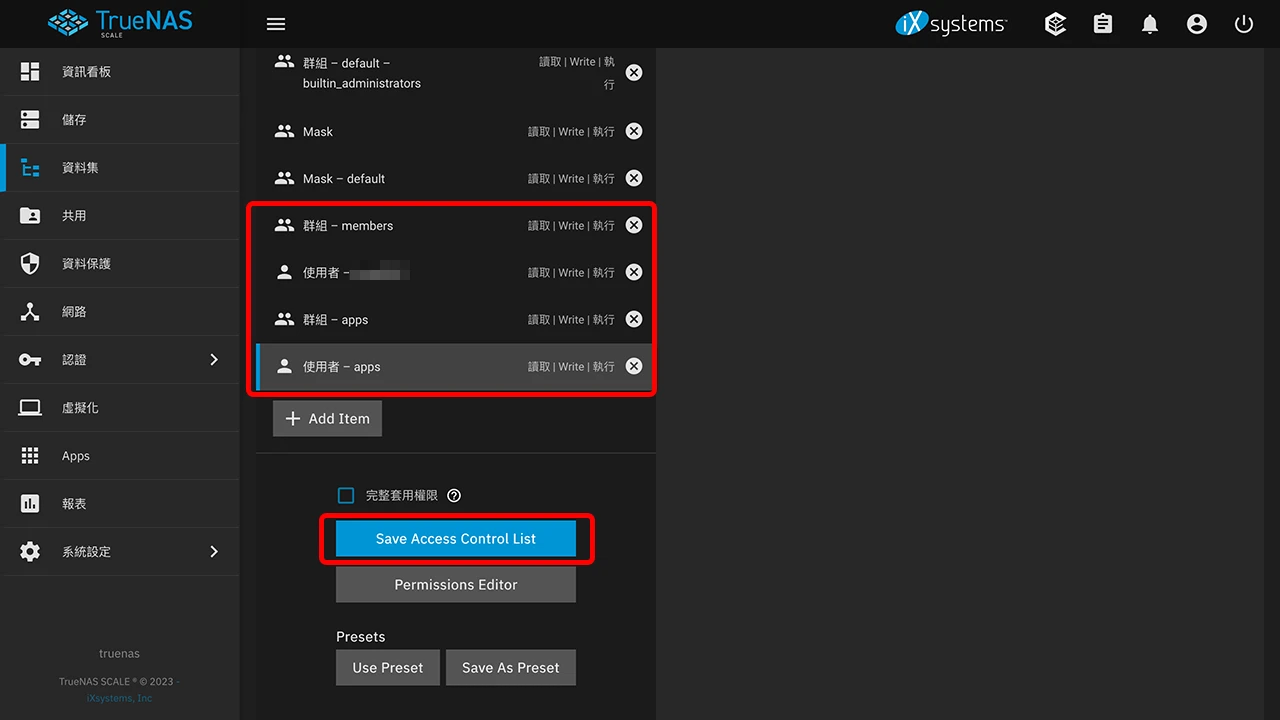 TrueNAS
SCALE
iXsystems
資訊看板
儲存
資料集
共用
資料保護
網路
認證
虛擬化
Apps
報表
系統設定
truenas
TrueNAS SCALE ® © 2023 -
iXsystems, Inc
群組 – default –
builtin_administrators
讀取 | Write | 執
行
Mask
讀取 | Write | 執行
Mask – default
讀取 | Write | 執行
群組 – members
讀取 | Write | 執行
使用者 –
讀取 | Write | 執行
群組 – apps
讀取 | Write | 執行
使用者 – apps
讀取 | Write | 執行
Add Item
完整套用權限
Save Access Control List
Permissions Editor
Presets
Use Preset
Save As Preset